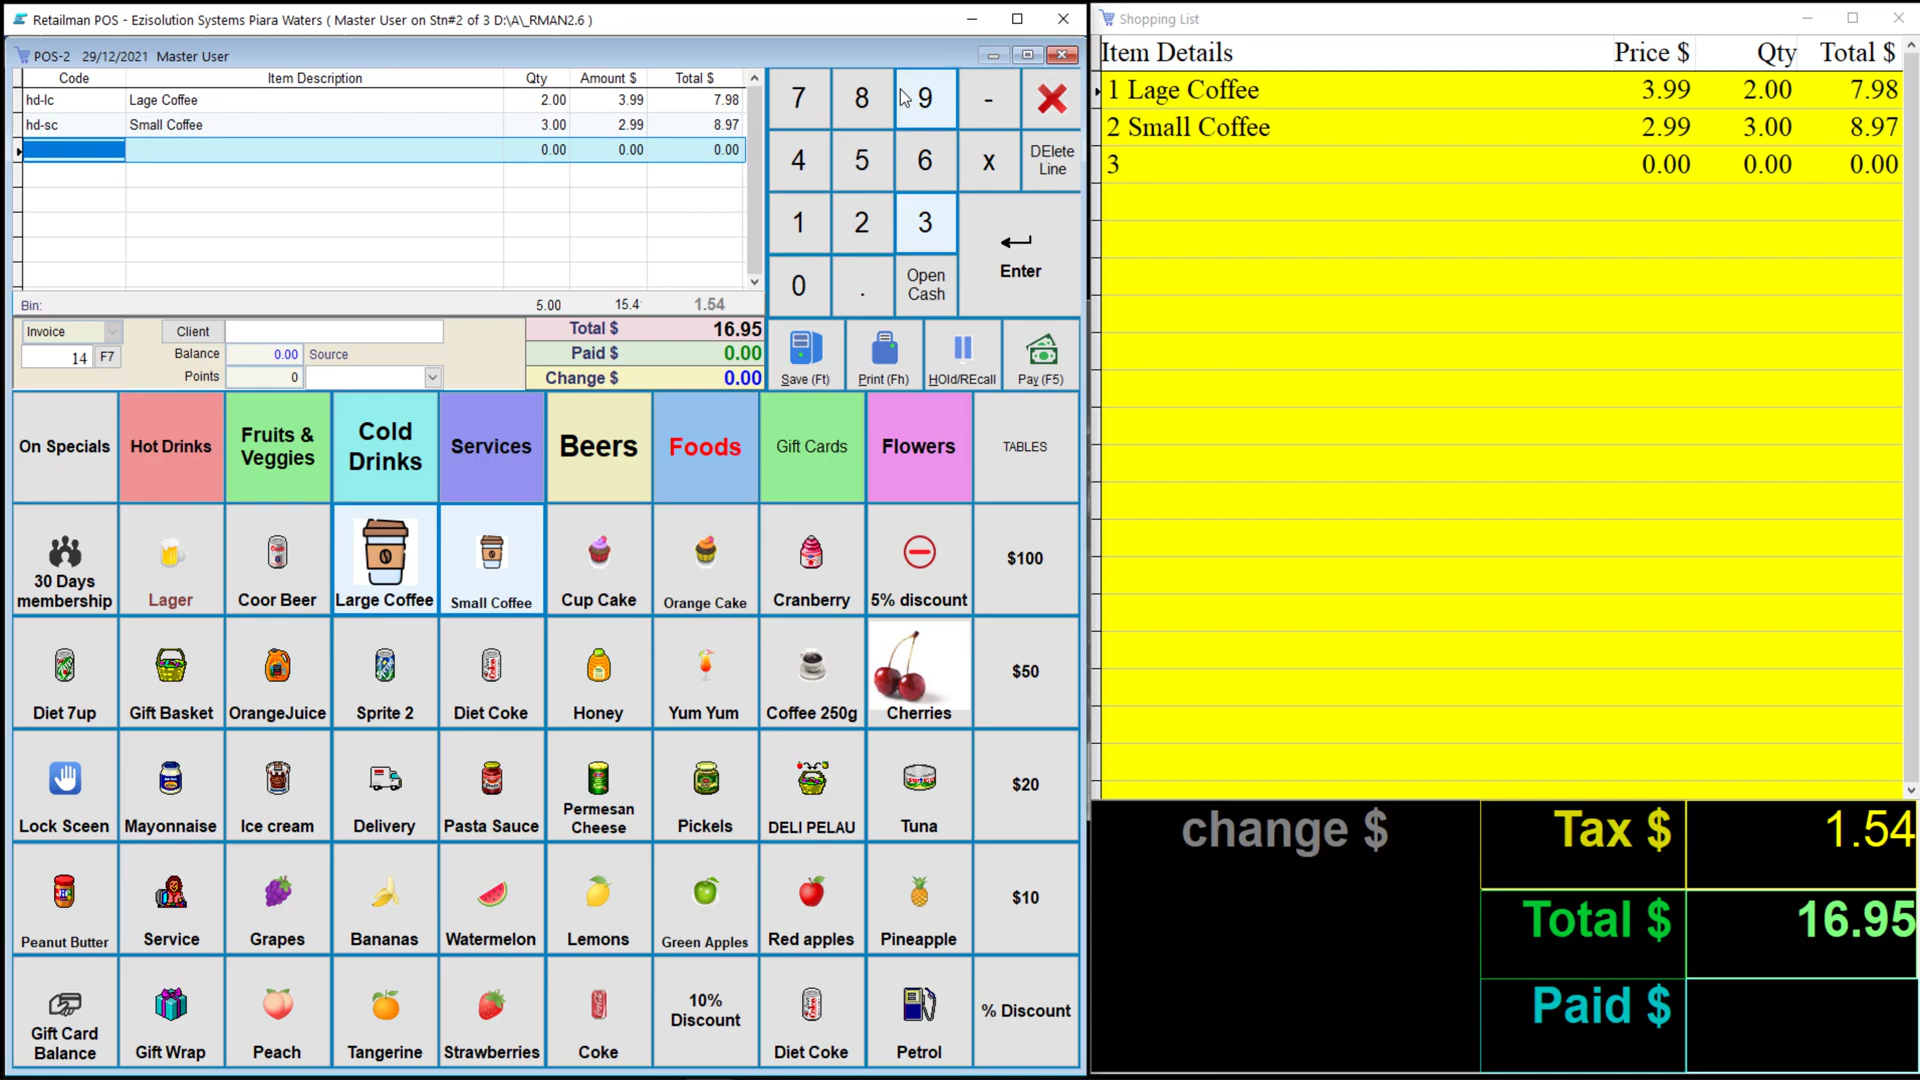 Retailman POS - Ezisolution Systems Piara Waters ( Master User on Stn#2 of 3 D:\A\_RMAN2.6 )
POS-2 29/12/2021 Master User
Code Item Description Qty Amount $ Total $
hd-lc Lage Coffee 2.00 3.99 7.98
hd-sc Small Coffee 3.00 2.99 8.97
0.00 0.00 0.00
Bin: 5.00 15.4 1.54
Invoice Client
14 F7 Balance 0.00 Source
Points 0
Total $ 16.95
Paid $ 0.00
Change $ 0.00
7 8 9 -
4 5 6 x DElete Line
1 2 3
Enter
0 . Open Cash
Save (Ft) Print (Fh) HOld/REcall Pay (F5)
On Specials Hot Drinks Fruits & Veggies Cold Drinks Services Beers Foods Gift Cards Flowers TABLES
30 Days membership Lager Coor Beer Large Coffee Small Coffee Cup Cake Orange Cake Cranberry 5% discount $100
Diet 7up Gift Basket OrangeJuice Sprite 2 Diet Coke Honey Yum Yum Coffee 250g Cherries $50
Lock Sceen Mayonnaise Ice cream Delivery Pasta Sauce Permesan Cheese Pickels DELI PELAU Tuna $20
Peanut Butter Service Grapes Bananas Watermelon Lemons Green Apples Red apples Pineapple $10
Gift Card Balance Gift Wrap Peach Tangerine Strawberries Coke 10% Discount Diet Coke Petrol % Discount
Shopping List
Item Details Price $ Qty Total $
1 Lage Coffee 3.99 2.00 7.98
2 Small Coffee 2.99 3.00 8.97
3 0.00 0.00 0.00
change $ Tax $ 1.54
Total $ 16.95
Paid $